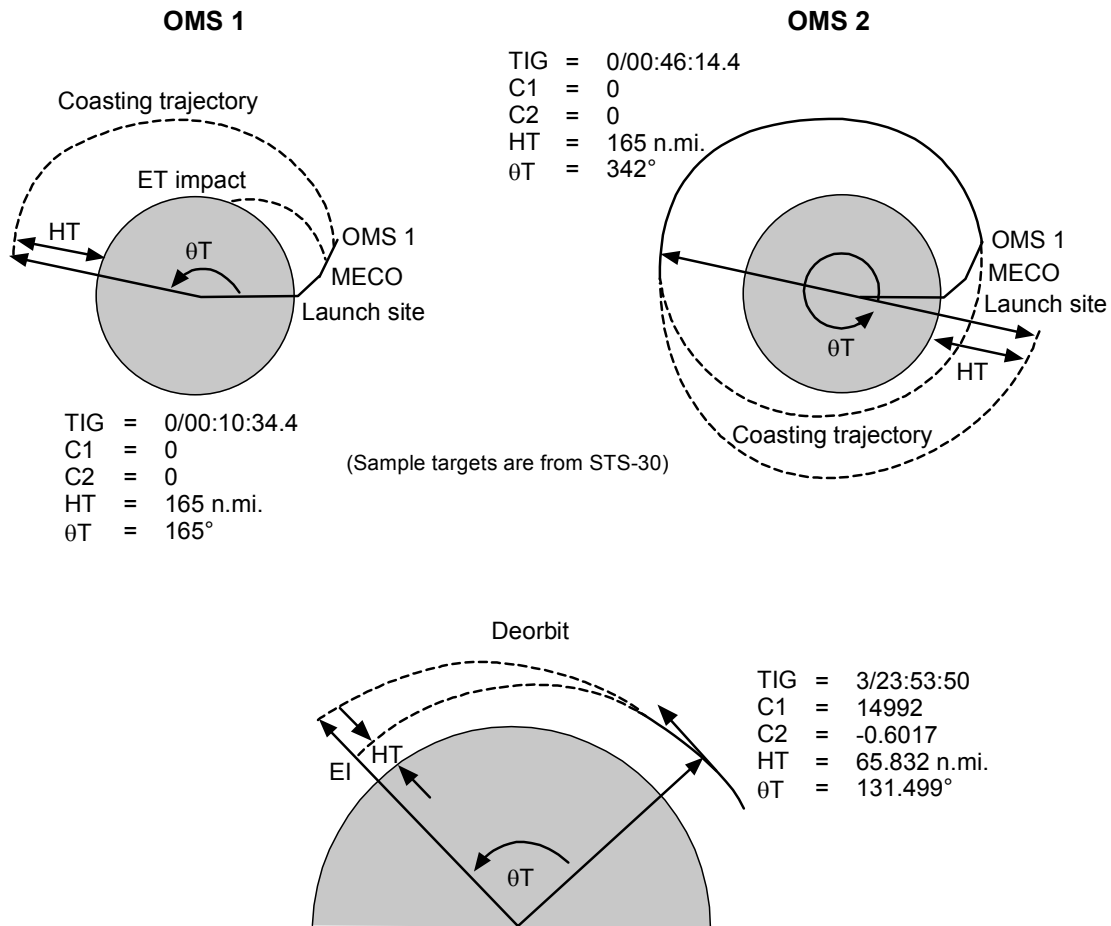 OMS 1
Coasting trajectory
ET impact
HT
θT
OMS 1
MECO
Launch site
TIG = 0/00:10:34.4
C1 = 0
C2 = 0
HT = 165 n.mi.
θT = 165°
OMS 2
TIG = 0/00:46:14.4
C1 = 0
C2 = 0
HT = 165 n.mi.
θT = 342°
OMS 1
MECO
Launch site
θT
HT
Coasting trajectory
(Sample targets are from STS-30)
Deorbit
HT
EI
θT
TIG = 3/23:53:50
C1 = 14992
C2 = -0.6017
HT = 65.832 n.mi.
θT = 131.499°